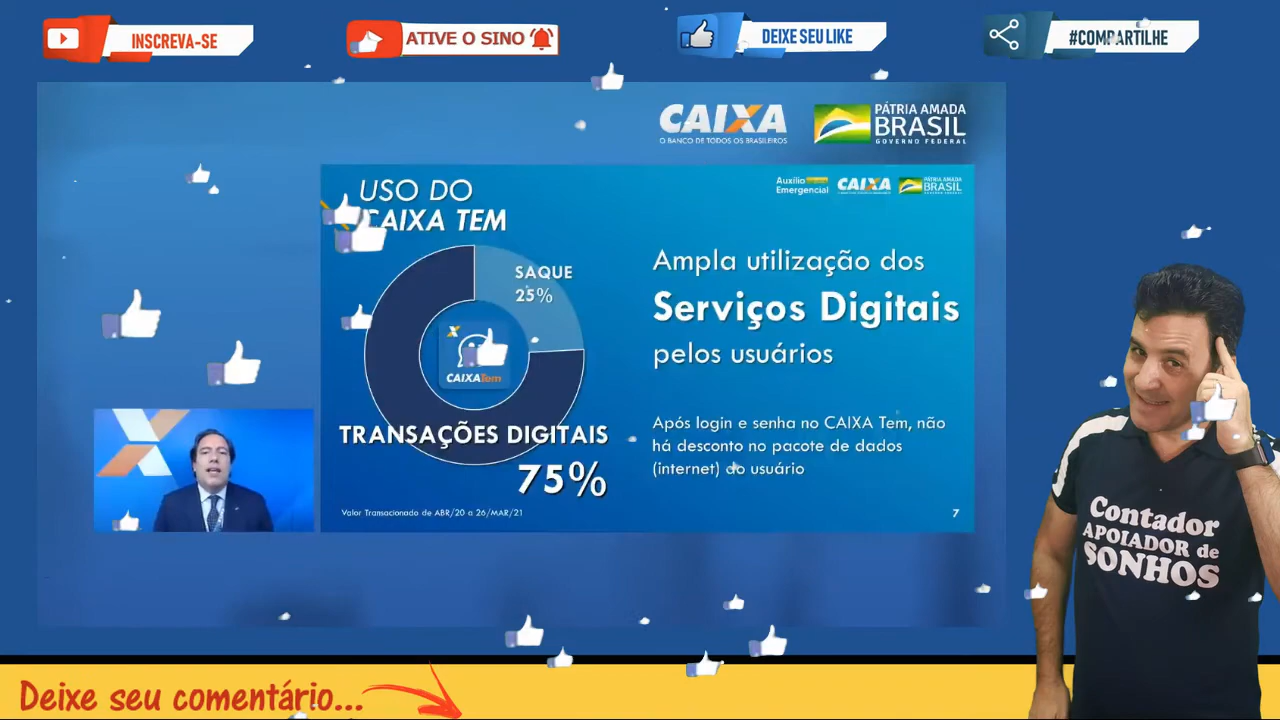 INSCREVA-SE
ATIVE O SINO
DEIXE SEU LIKE
#COMPARTILHE
CAIXA
O BANCO DE TODOS OS BRASILEIROS
PÁTRIA AMADA
BRASIL
GOVERNO FEDERAL
USO DO
CAIXA TEM
Auxílio
Emergencial
CAIXA
PÁTRIA AMADA
BRASIL
SAQUE
25%
CAIXATem
TRANSAÇÕES DIGITAIS
75%
Valor Transacionado de ABR/20 a 26/MAR/21
Ampla utilização dos
Serviços Digitais
pelos usuários
Após login e senha no CAIXA Tem, não
há desconto no pacote de dados
(internet) do usuário
7
Contador
APOIADOR de
SONHOS
Deixe seu comentário...